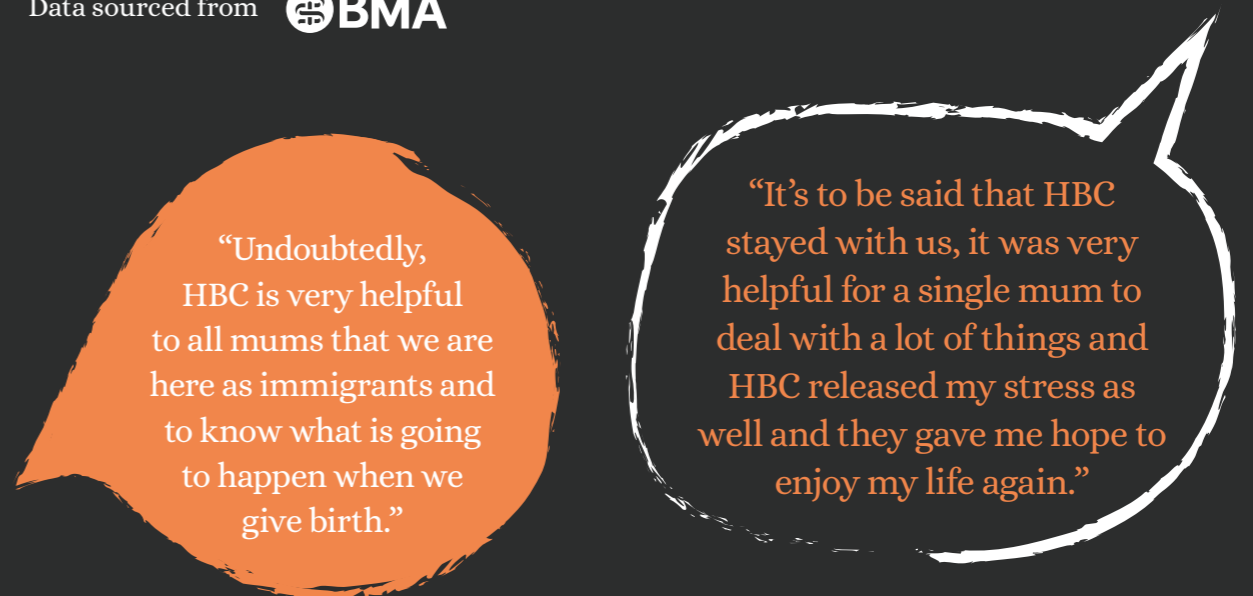 Data sourced from BMA
“Undoubtedly,
HBC is very helpful
to all mums that we are
here as immigrants and
to know what is going
to happen when we
give birth.”
“It’s to be said that HBC
stayed with us, it was very
helpful for a single mum to
deal with a lot of things and
HBC released my stress as
well and they gave me hope to
enjoy my life again.”